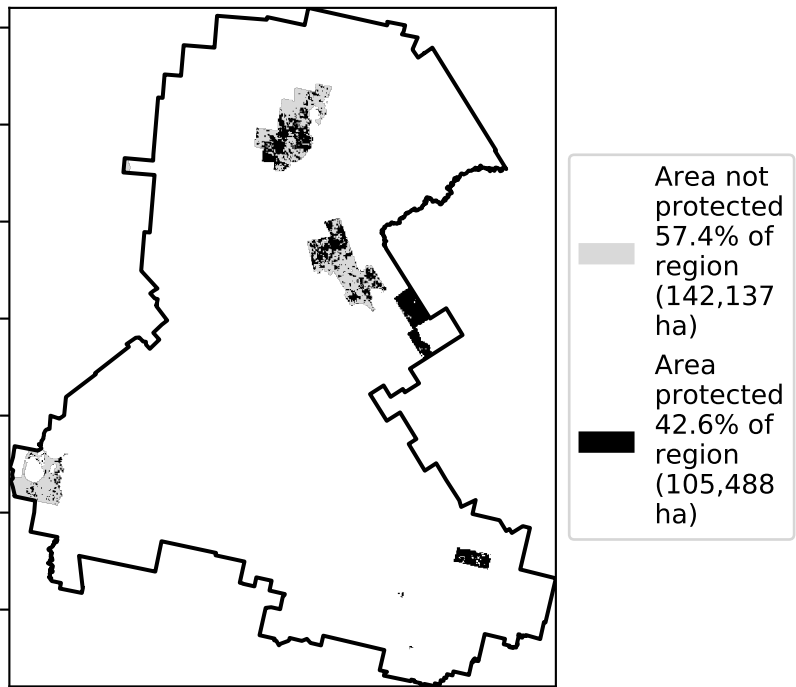 Area not
protected
57.4% of
region
(142,137
ha)
Area
protected
42.6% of
region
(105,488
ha)